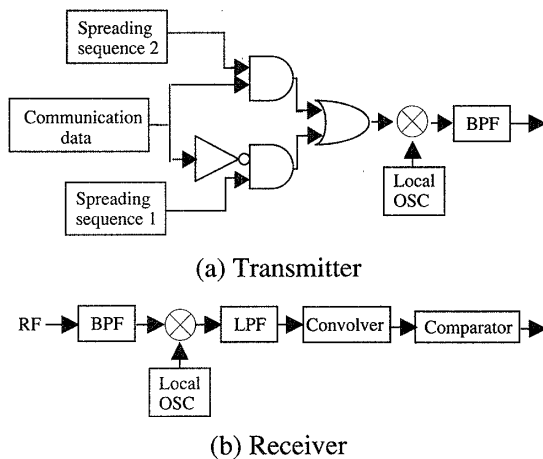 Spreading
sequence 2
Communication
data
Spreading
sequence 1
BPF
Local
OSC
(a) Transmitter
RF
BPF
LPF
Convolver
Comparator
Local
OSC
(b) Receiver